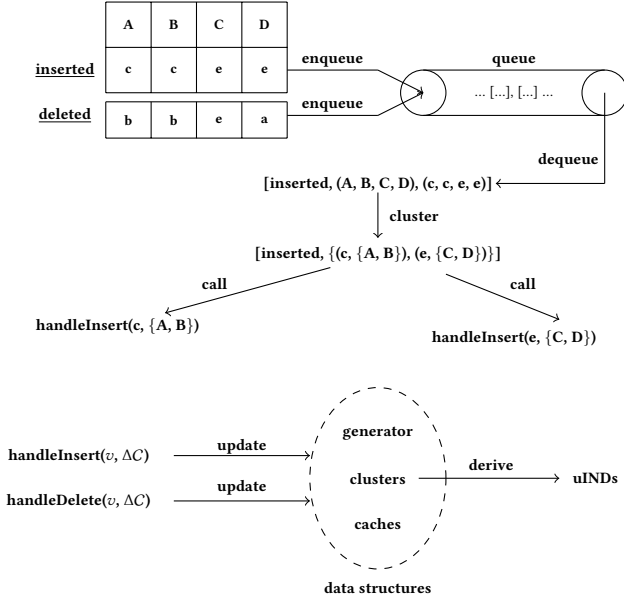 A B C D
inserted c c e e enqueue queue
... [...], [...] ...
deleted b b e a enqueue
dequeue
[inserted, (A, B, C, D), (c, c, e, e)]
cluster
[inserted, {(c, {A, B}), (e, {C, D})}]
call call
handleInsert(c, {A, B})
handleInsert(e, {C, D})
generator
handleInsert(v, ΔC) update
clusters derive uINDs
handleDelete(v, ΔC) update
caches
data structures